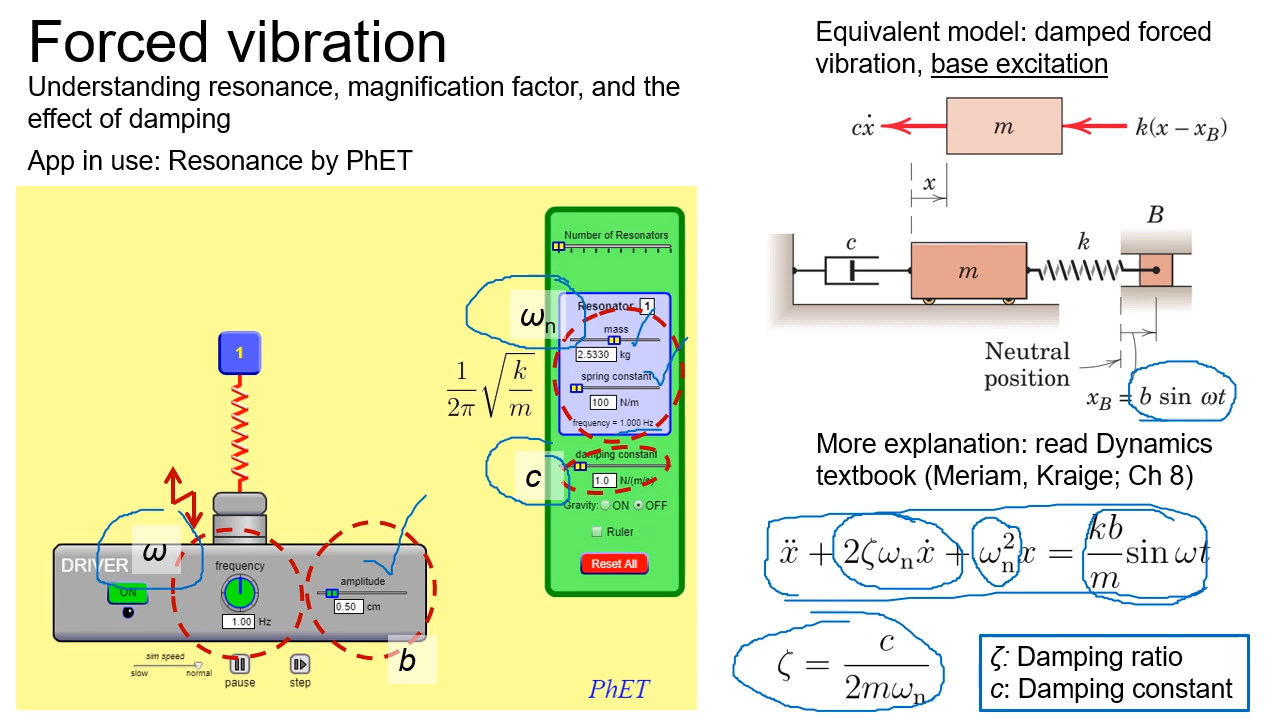 Forced vibration
Understanding resonance, magnification factor, and the
effect of damping
App in use: Resonance by PhET
Number of Resonators
ωn
Resonator 1
mass
2.5330 kg
spring constant
100 N/m
frequency = 1.000 Hz
1/2π √k/m
c
damping constant
1.0 N/(m/s)
Gravity: ON OFF
Ruler
Reset All
1
ω
DRIVER
ON
frequency
1.00 Hz
amplitude
0.50 cm
b
sim speed
slow normal
pause
step
PhET
Equivalent model: damped forced
vibration, base excitation
cẋ
m
k(x − xB)
x
B
c
m
k
Neutral
position
xB = b sin ωt
More explanation: read Dynamics
textbook (Meriam, Kraige; Ch 8)
ẍ + 2ζωnẋ + ωn²x = kb/m sin ωt
ζ = c/2mωn
ζ: Damping ratio
c: Damping constant